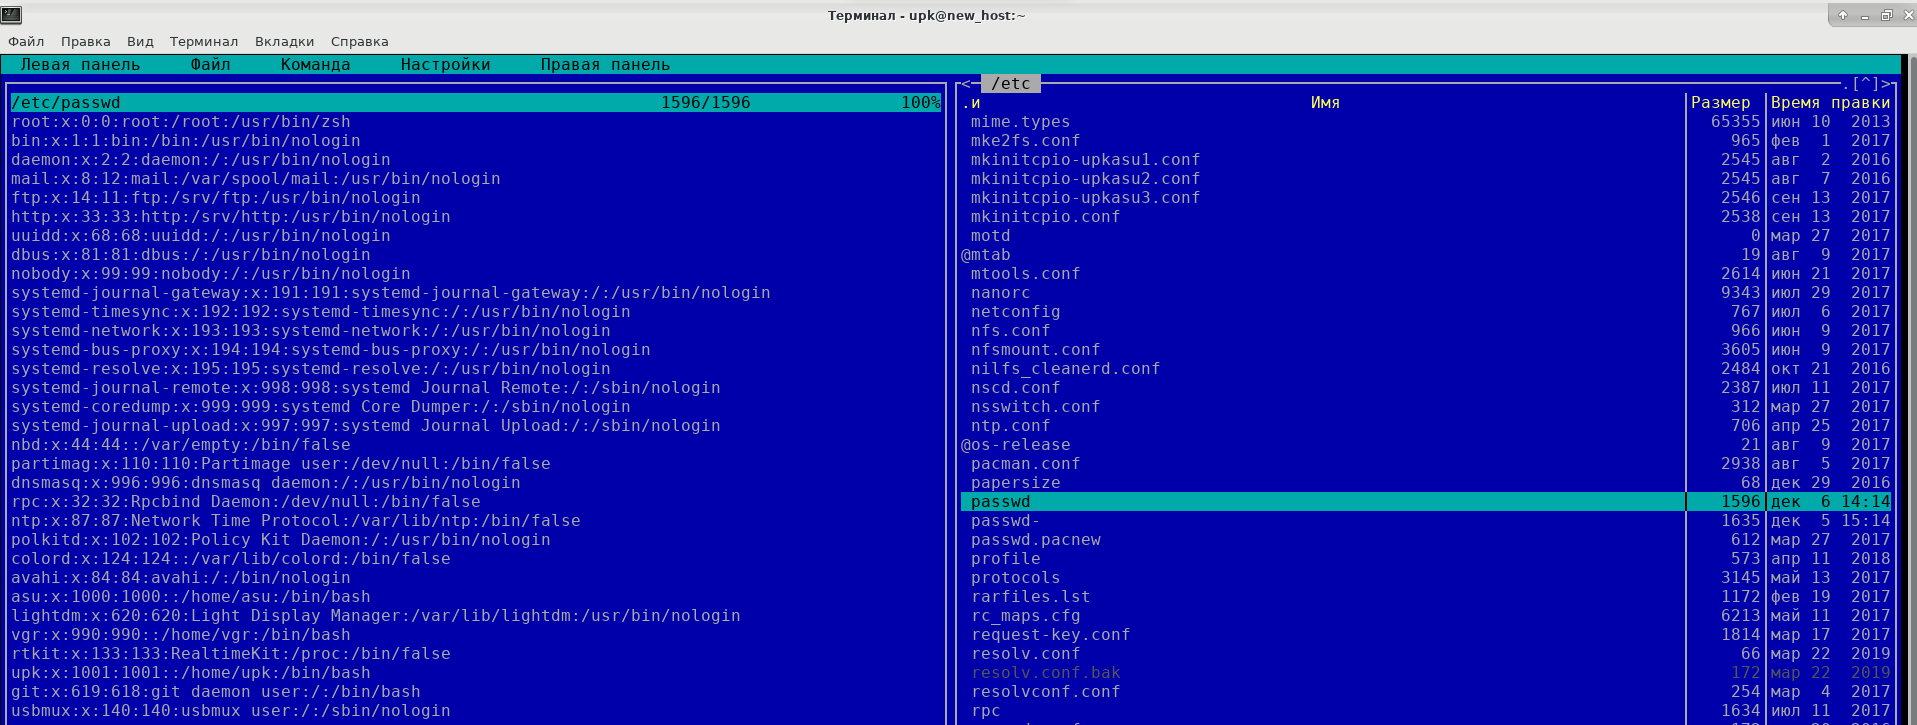 Терминал - upk@new_host:~
Файл Правка Вид Терминал Вкладки Справка
Левая панель Файл Команда Настройки Правая панель
/etc/passwd 1596/1596 100%
root:x:0:0:root:/root:/usr/bin/zsh
bin:x:1:1:bin:/bin:/usr/bin/nologin
daemon:x:2:2:daemon:/:/usr/bin/nologin
mail:x:8:12:mail:/var/spool/mail:/usr/bin/nologin
ftp:x:14:11:ftp:/srv/ftp:/usr/bin/nologin
http:x:33:33:http:/srv/http:/usr/bin/nologin
uuidd:x:68:68:uuidd:/:/usr/bin/nologin
dbus:x:81:81:dbus:/:/usr/bin/nologin
nobody:x:99:99:nobody:/:/usr/bin/nologin
systemd-journal-gateway:x:191:191:systemd-journal-gateway:/:/usr/bin/nologin
systemd-timesync:x:192:192:systemd-timesync:/:/usr/bin/nologin
systemd-network:x:193:193:systemd-network:/:/usr/bin/nologin
systemd-bus-proxy:x:194:194:systemd-bus-proxy:/:/usr/bin/nologin
systemd-resolve:x:195:195:systemd-resolve:/:/usr/bin/nologin
systemd-journal-remote:x:998:998:systemd Journal Remote:/:/sbin/nologin
systemd-coredump:x:999:999:systemd Core Dumper:/:/sbin/nologin
systemd-journal-upload:x:997:997:systemd Journal Upload:/:/sbin/nologin
nbd:x:44:44::/var/empty:/bin/false
partimag:x:110:110:Partimage user:/dev/null:/bin/false
dnsmasq:x:996:996:dnsmasq daemon:/:/usr/bin/nologin
rpc:x:32:32:Rpcbind Daemon:/dev/null:/bin/false
ntp:x:87:87:Network Time Protocol:/var/lib/ntp:/bin/false
polkitd:x:102:102:Policy Kit Daemon:/:/usr/bin/nologin
colord:x:124:124::/var/lib/colord:/bin/false
avahi:x:84:84:avahi:/:/bin/nologin
asu:x:1000:1000::/home/asu:/bin/bash
lightdm:x:620:620:Light Display Manager:/var/lib/lightdm:/usr/bin/nologin
vgr:x:990:990::/home/vgr:/bin/bash
rtkit:x:133:133:RealtimeKit:/proc:/bin/false
upk:x:1001:1001::/home/upk:/bin/bash
git:x:619:618:git daemon user:/:/bin/bash
usbmux:x:140:140:usbmux user:/:/sbin/nologin
<- /etc .[^]>
.и Имя Размер Время правки
mime.types 65355 июн 10 2013
mke2fs.conf 965 фев 1 2017
mkinitcpio-upkasu1.conf 2545 авг 2 2016
mkinitcpio-upkasu2.conf 2545 авг 7 2016
mkinitcpio-upkasu3.conf 2546 сен 13 2017
mkinitcpio.conf 2538 сен 13 2017
motd 0 мар 27 2017
@mtab 19 авг 9 2017
mtools.conf 2614 июн 21 2017
nanorc 9343 июл 29 2017
netconfig 767 июл 6 2017
nfs.conf 966 июн 9 2017
nfsmount.conf 3605 июн 9 2017
nilfs_cleanerd.conf 2484 окт 21 2016
nscd.conf 2387 июл 11 2017
nsswitch.conf 312 мар 27 2017
ntp.conf 706 апр 25 2017
@os-release 21 авг 9 2017
pacman.conf 2938 авг 5 2017
papersize 68 дек 29 2016
passwd 1596 дек 6 14:14
passwd- 1635 дек 5 15:14
passwd.pacnew 612 мар 27 2017
profile 573 апр 11 2018
protocols 3145 май 13 2017
rarfiles.lst 1172 фев 19 2017
rc_maps.cfg 6213 май 11 2017
request-key.conf 1814 мар 17 2017
resolv.conf 66 мар 22 2019
resolv.conf.bak 172 мар 22 2019
resolvconf.conf 254 мар 4 2017
rpc 1634 июл 11 2017